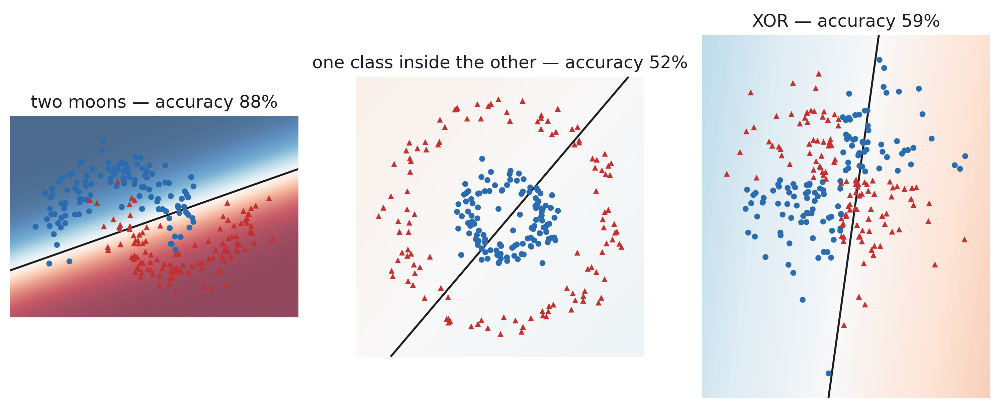 two moons — accuracy 88%
one class inside the other — accuracy 52%
XOR — accuracy 59%